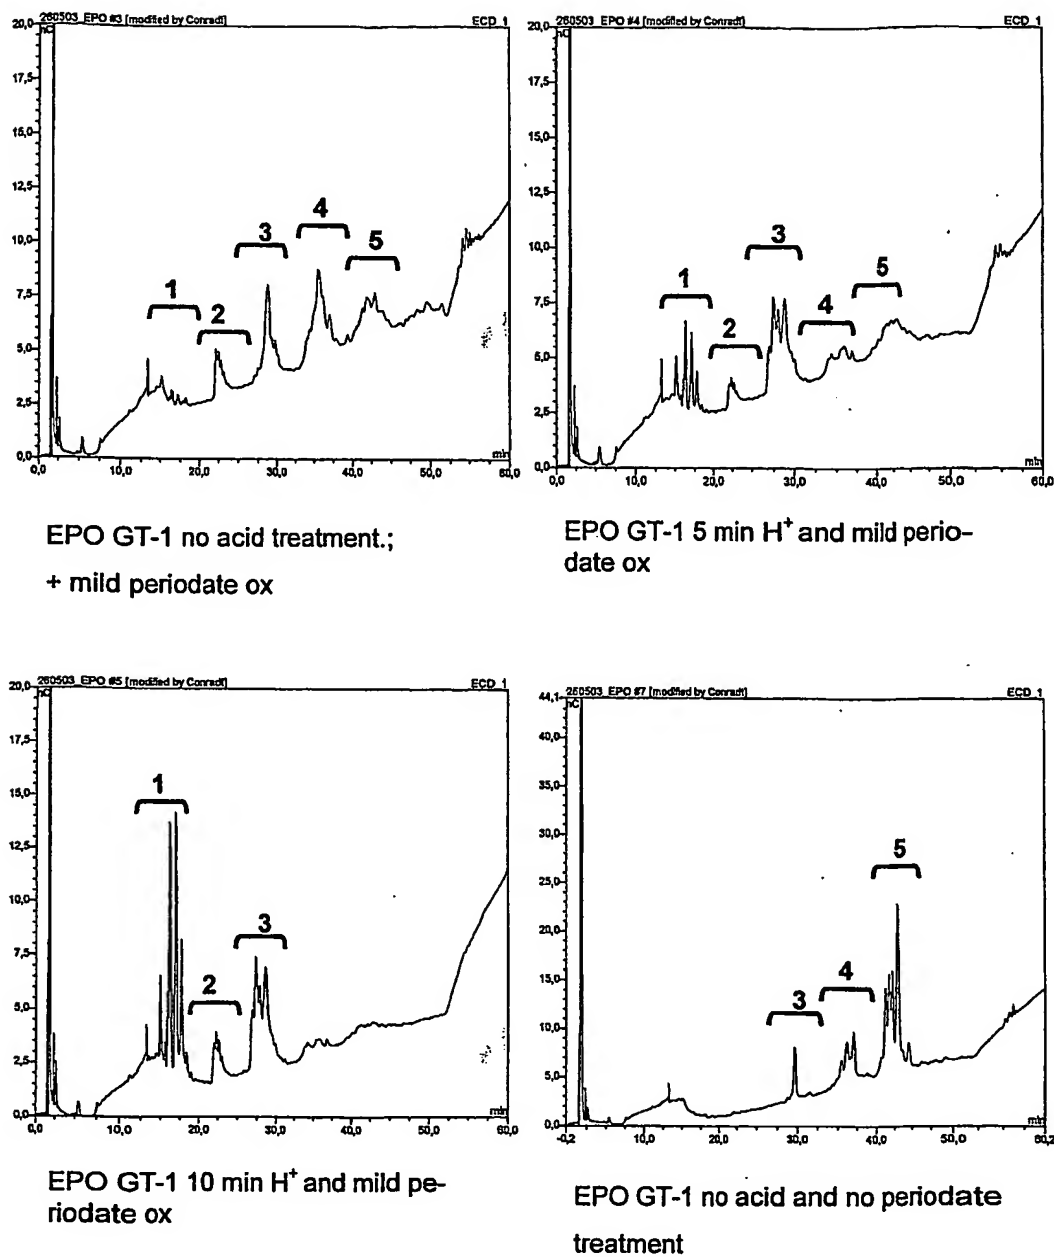 260503_EPO #3 [modified by Conradt] ECD_1
20,0
nC
17,5
15,0
12,5
10,0
7,5
5,0
2,5
0,0
1
2
3
4
5
0,0 10,0 20,0 30,0 40,0 50,0 60,0
min
EPO GT-1 no acid treatment.;
+ mild periodate ox
260503_EPO #4 [modified by Conradt] ECD_1
20,0
nC
17,5
15,0
12,5
10,0
7,5
5,0
2,5
0,0
1
2
3
4
5
0,0 10,0 20,0 30,0 40,0 50,0 60,0
min
EPO GT-1 5 min H⁺ and mild perio-
date ox
260503_EPO #5 [modified by Conradt] ECD_1
20,0
nC
17,5
15,0
12,5
10,0
7,5
5,0
2,5
0,0
1
2
3
0,0 10,0 20,0 30,0 40,0 50,0 60,0
min
EPO GT-1 10 min H⁺ and mild pe-
riodate ox
260503_EPO #7 [modified by Conradt] ECD_1
44,1
nC
40,0
35,0
30,0
25,0
20,0
15,0
10,0
5,0
0,0
3
4
5
-0,2 10,0 20,0 30,0 40,0 50,0 60,2
min
EPO GT-1 no acid and no periodate
treatment